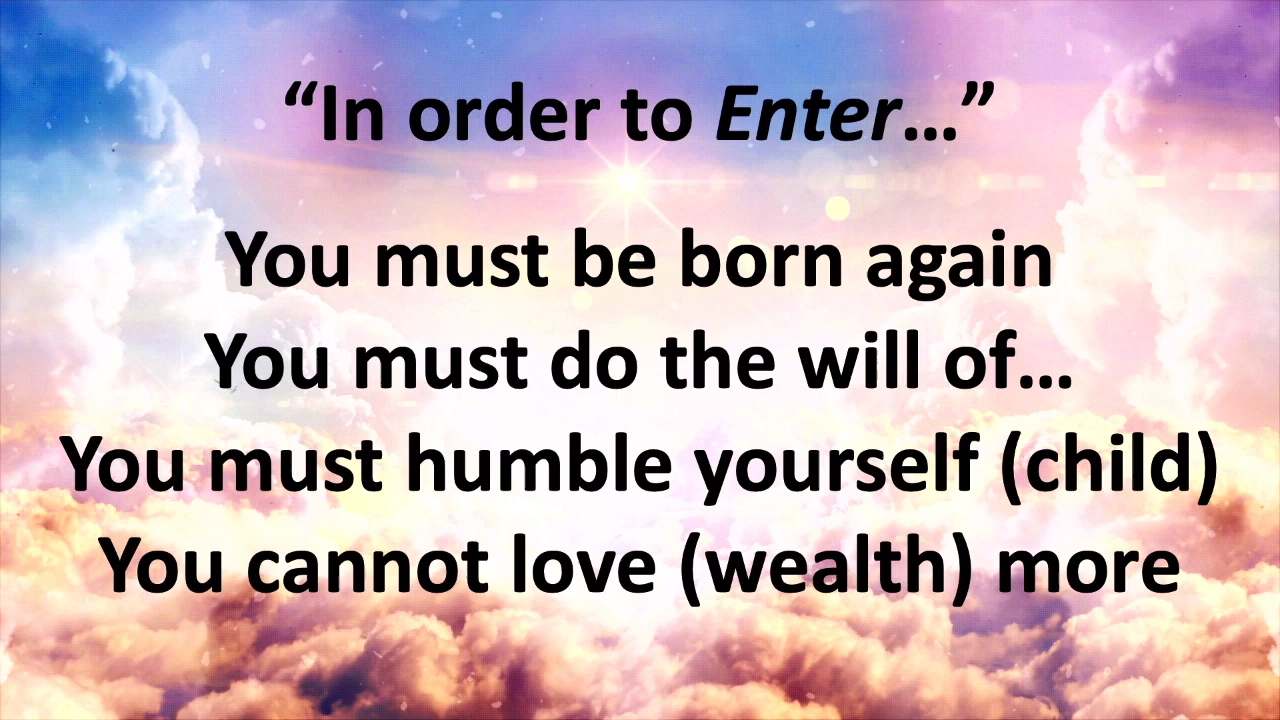 “In order to Enter…”
You must be born again
You must do the will of…
You must humble yourself (child)
You cannot love (wealth) more